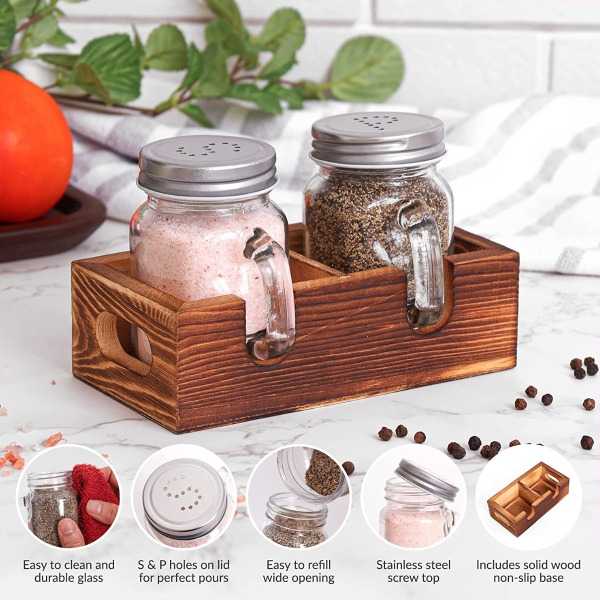 Easy to clean and
durable glass
S & P holes on lid
for perfect pours
Easy to refill
wide opening
Stainless steel
screw top
Includes solid wood
non-slip base